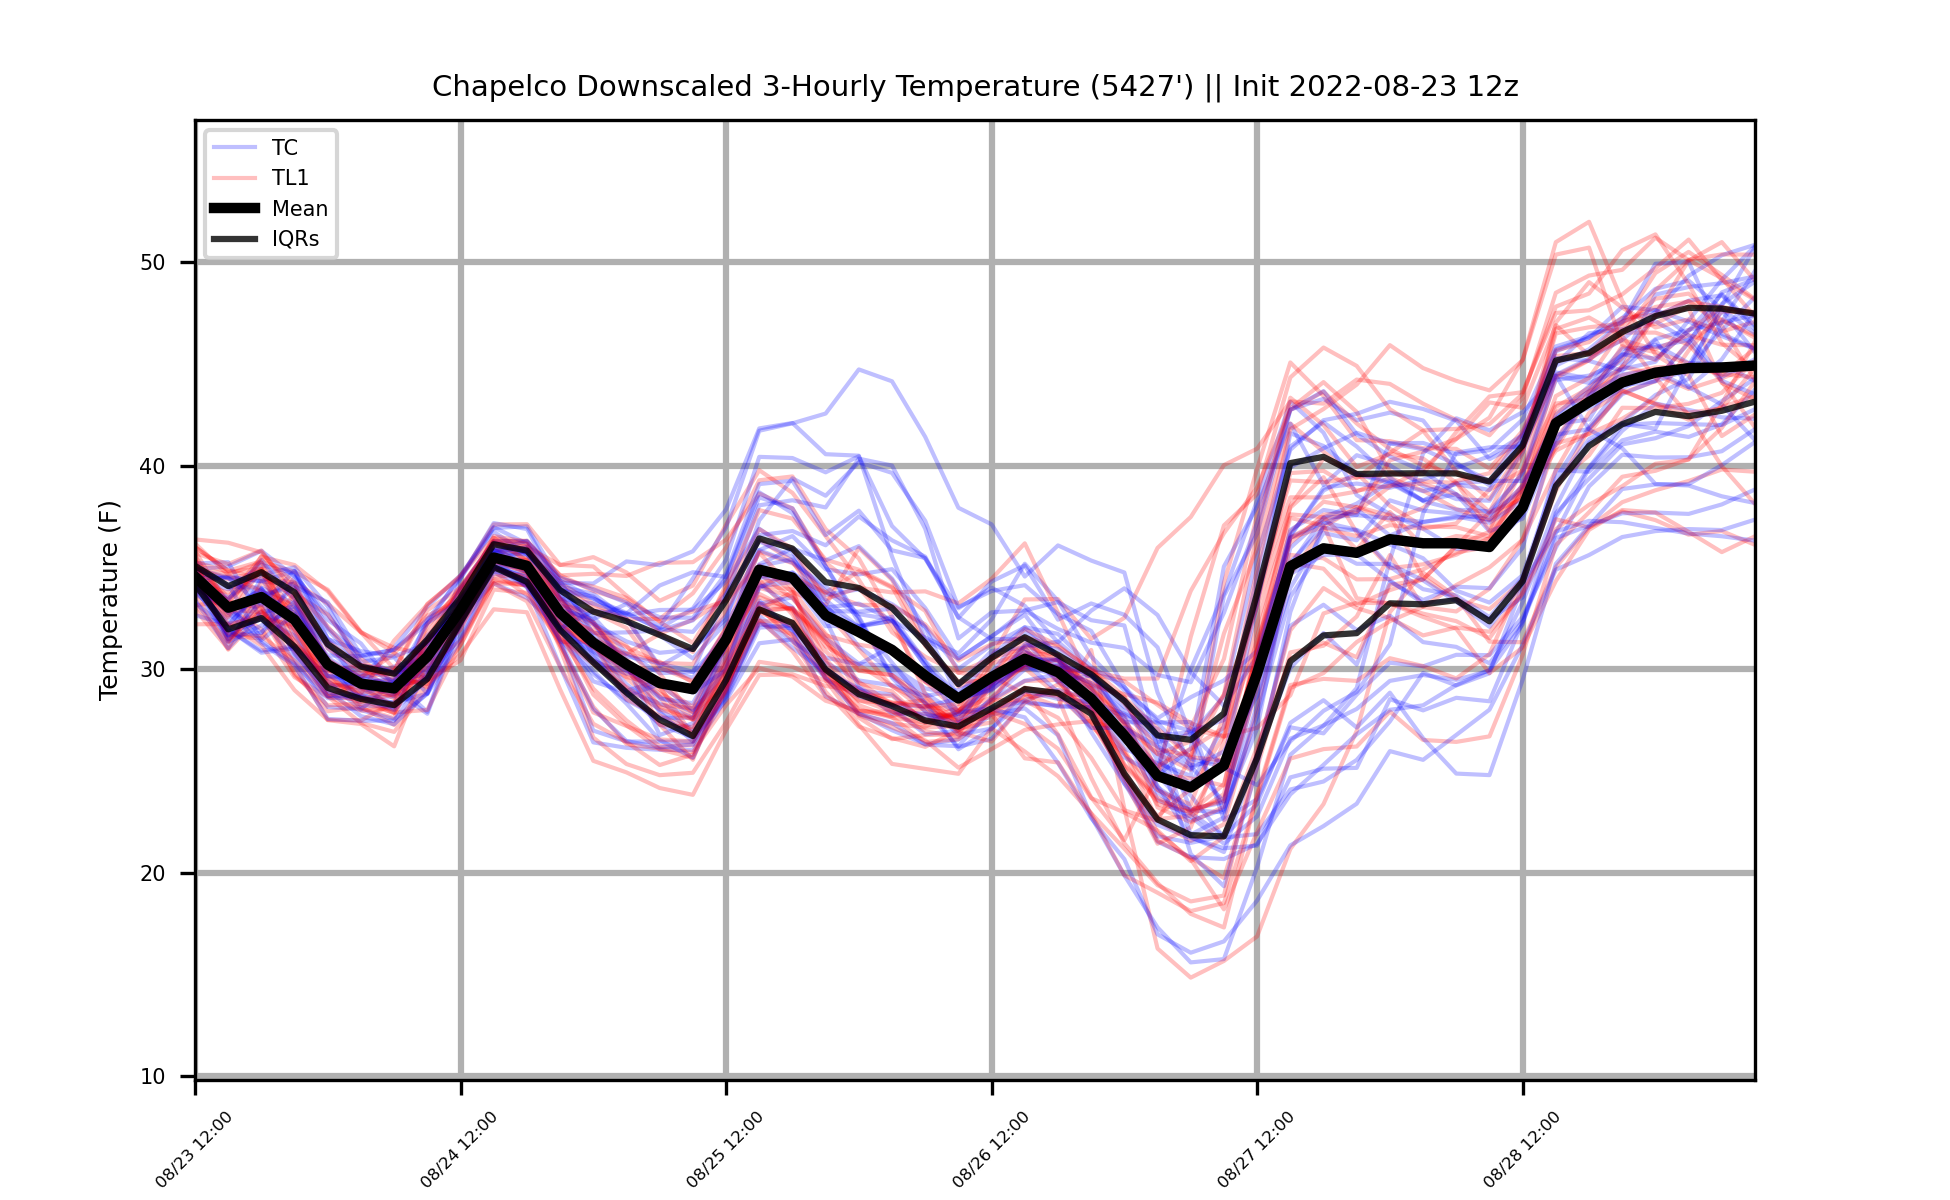 Chapelco Downscaled 3-Hourly Temperature (5427') || Init 2022-08-23 12z
TC
TL1
Mean
IQRs
Temperature (F)
50
40
30
20
10
08/23 12:00
08/24 12:00
08/25 12:00
08/26 12:00
08/27 12:00
08/28 12:00